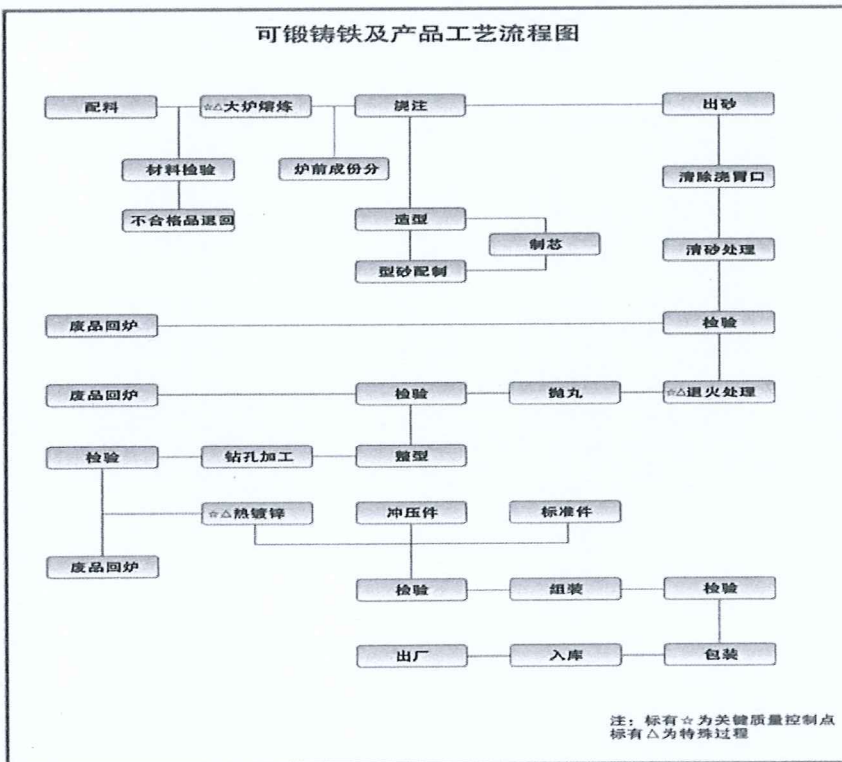 可锻铸铁及产品工艺流程图
配料
☆△大炉熔炼
浇注
出砂
材料检验
炉前成份分
清除浇冒口
不合格品退回
造型
制芯
清砂处理
型砂配制
废品回炉
检验
废品回炉
检验
抛丸
☆△退火处理
检验
钻孔加工
整型
☆△热镀锌
冲压件
标准件
废品回炉
检验
组装
检验
出厂
入库
包装
注：标有☆为关键质量控制点
标有△为特殊过程